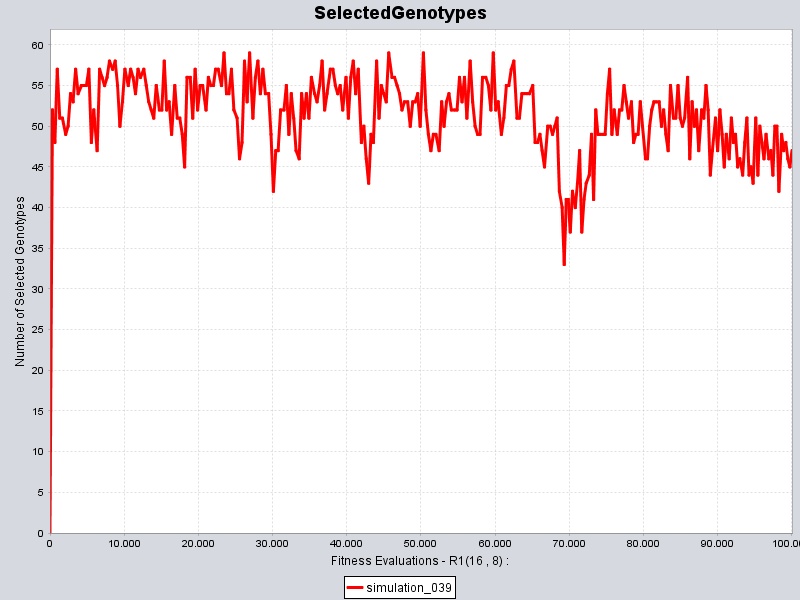 SelectedGenotypes
Number of Selected Genotypes
60
55
50
45
40
35
30
25
20
15
10
5
0
0 10.000 20.000 30.000 40.000 50.000 60.000 70.000 80.000 90.000 100.00
Fitness Evaluations - R1(16 , 8) :
simulation_039